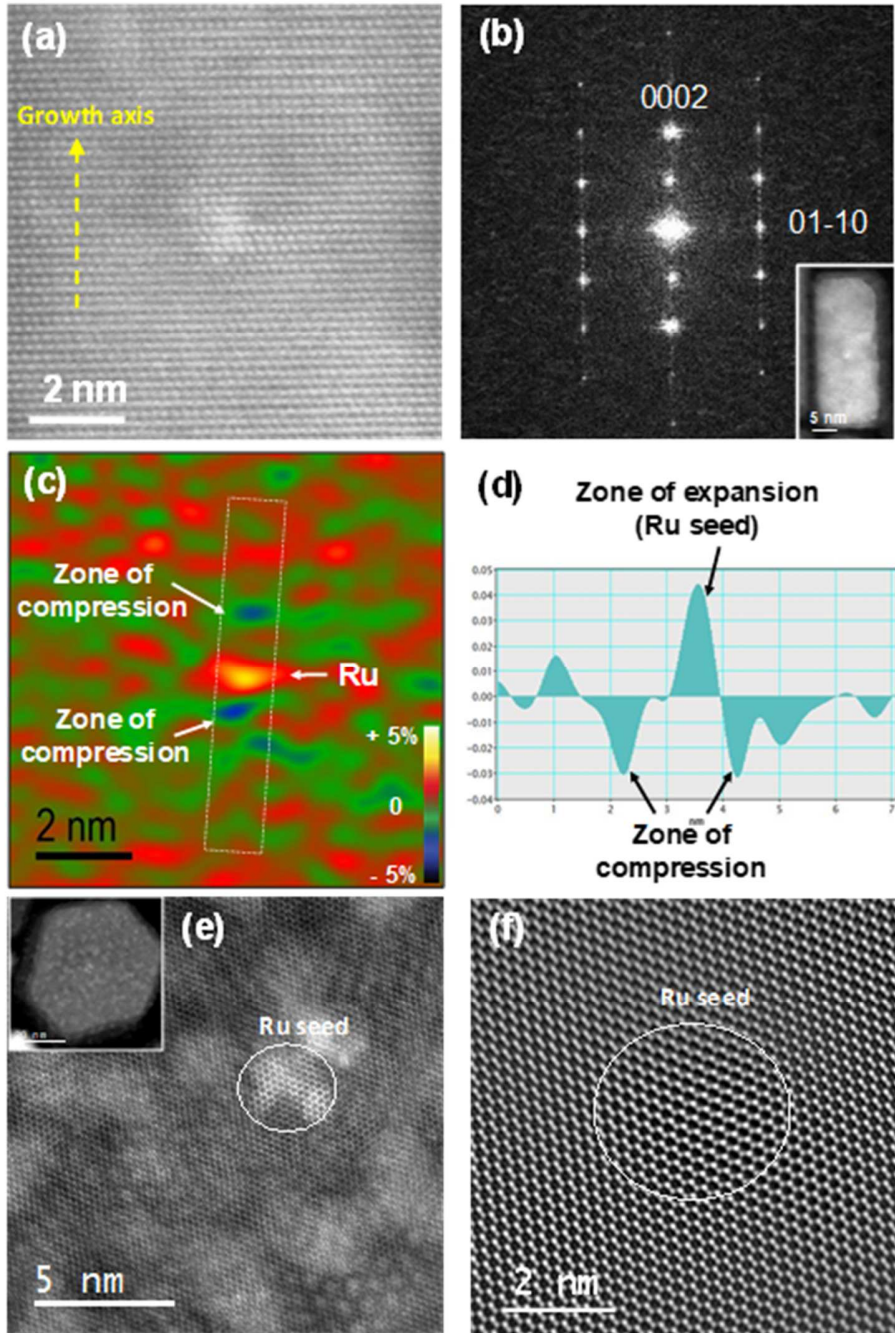 (a)
Growth axis
2 nm
(b)
0002
01-10
5 nm
(c)
Zone of
compression
Ru
Zone of
compression
+ 5%
0
- 5%
2 nm
(d)
Zone of expansion
(Ru seed)
0.05
0.04
0.03
0.02
0.01
0.00
-0.01
-0.02
-0.03
-0.04
0
1
2
3
4
5
6
7
nm
Zone of
compression
(e)
nm
Ru seed
5 nm
(f)
Ru seed
2 nm